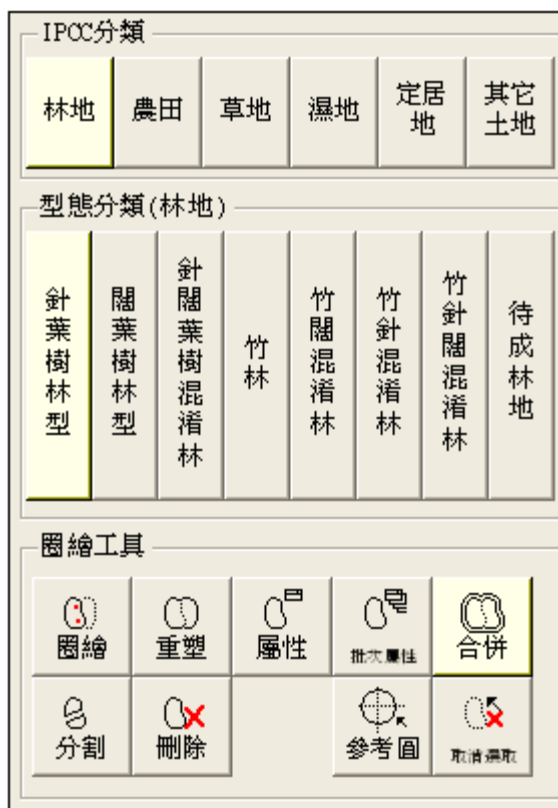 IPCC分類
林地
農田
草地
濕地
定居
地
其它
土地
型態分類(林地)
針葉樹林型
闊葉樹林型
針闊葉樹混淆林
竹林
竹闊混淆林
竹針混淆林
竹針闊混淆林
待成林地
圈繪工具
圈繪
重塑
屬性
批次屬性
合併
分割
刪除
參考圓
取消選取